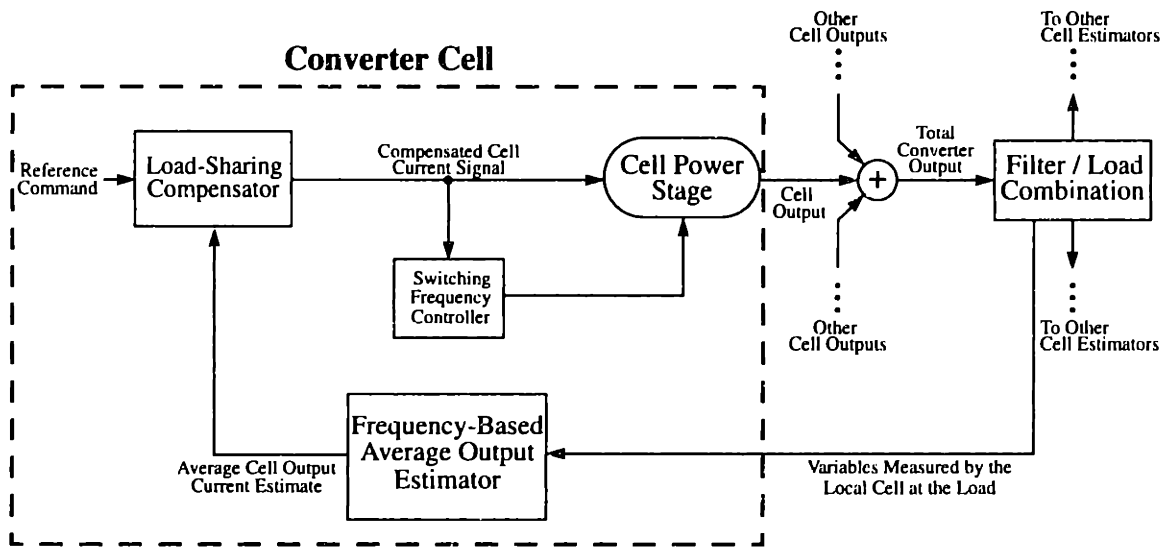 Converter Cell
Other
Cell Outputs
To Other
Cell Estimators
Reference
Command
Load-Sharing
Compensator
Compensated Cell
Current Signal
Cell Power
Stage
Cell
Output
+
Total
Converter
Output
Filter / Load
Combination
Switching
Frequency
Controller
Other
Cell Outputs
To Other
Cell Estimators
Frequency-Based
Average Output
Estimator
Average Cell Output
Current Estimate
Variables Measured by the
Local Cell at the Load